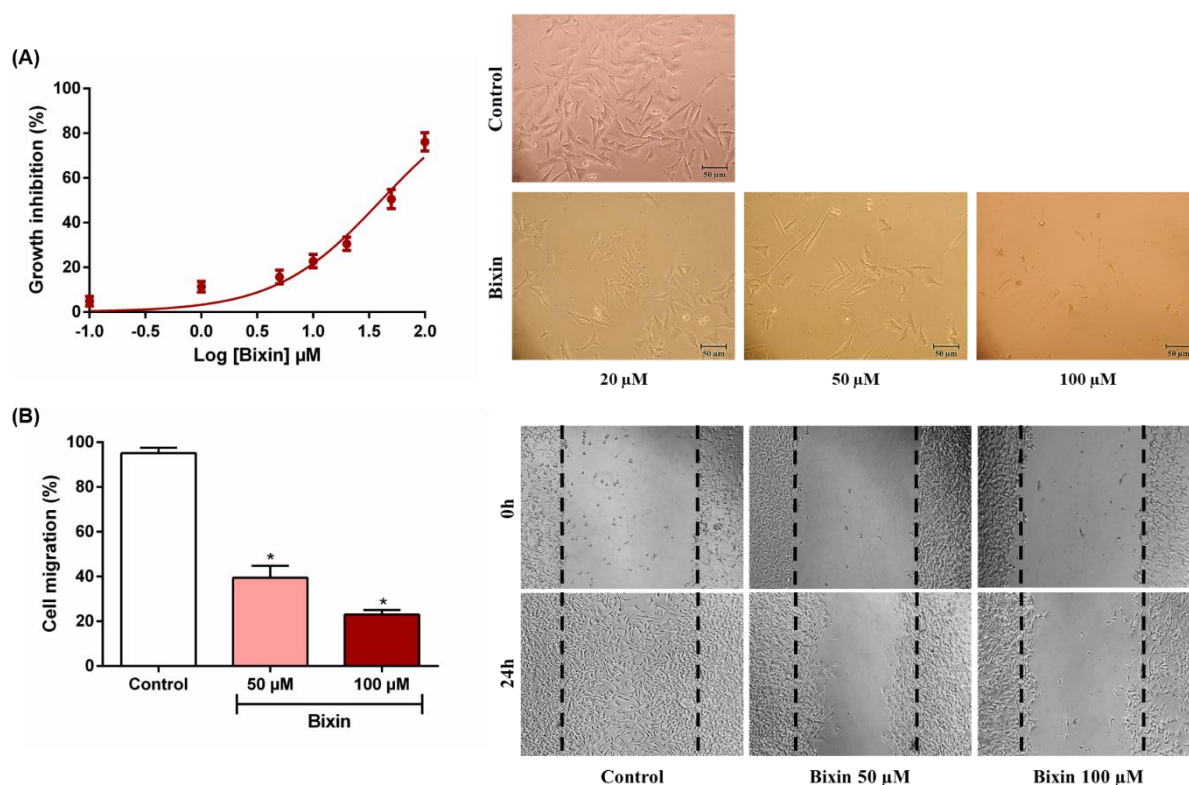 (A)
Growth inhibition (%)
100
80
60
40
20
0
-1.0 -0.5 0.0 0.5 1.0 1.5 2.0
Log [Bixin] µM
Control
50 µm
Bixin
50 µm 50 µm 50 µm
20 µM 50 µM 100 µM
(B)
Cell migration (%)
100
80
60
40
20
0
* *
Control 50 µM 100 µM
Bixin
0h
24h
Control Bixin 50 µM Bixin 100 µM